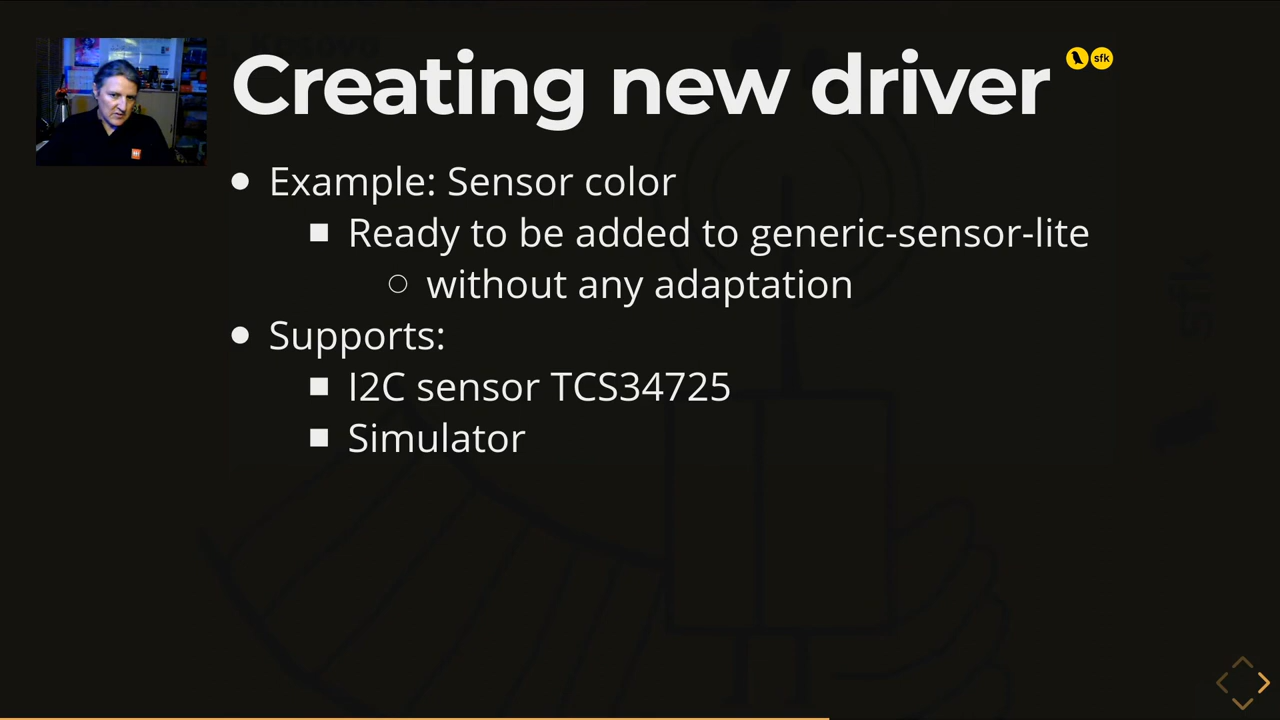 Creating new driver
sfk
Example: Sensor color
Ready to be added to generic-sensor-lite
without any adaptation
Supports:
I2C sensor TCS34725
Simulator
sfk